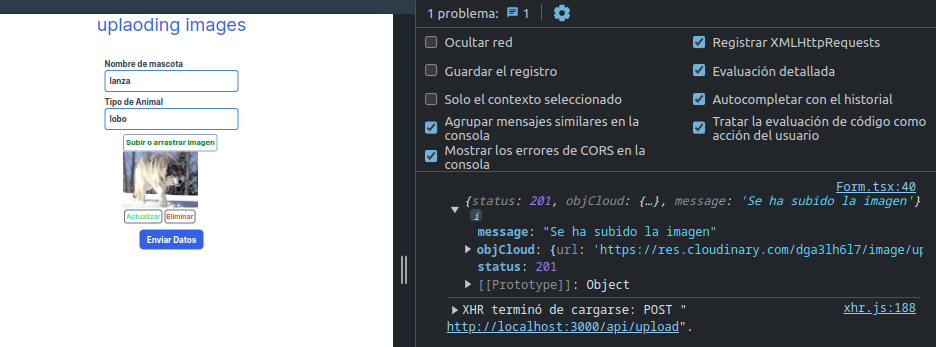 uplaoding images
Nombre de mascota
lanza
Tipo de Animal
lobo
Subir o arrastrar imagen
Actualizar Eliminar
Enviar Datos
1 problema: 1
Ocultar red
Registrar XMLHttpRequests
Guardar el registro
Evaluación detallada
Solo el contexto seleccionado
Autocompletar con el historial
Agrupar mensajes similares en la
consola
Tratar la evaluación de código como
acción del usuario
Mostrar los errores de CORS en la
consola
Form.tsx:40
{status: 201, objCloud: {…}, message: 'Se ha subido la imagen'}
i
message: "Se ha subido la imagen"
objCloud: {url: 'https://res.cloudinary.com/dga3lh6l7/image/up
status: 201
[[Prototype]]: Object
XHR terminó de cargarse: POST "
xhr.js:188
http://localhost:3000/api/upload".